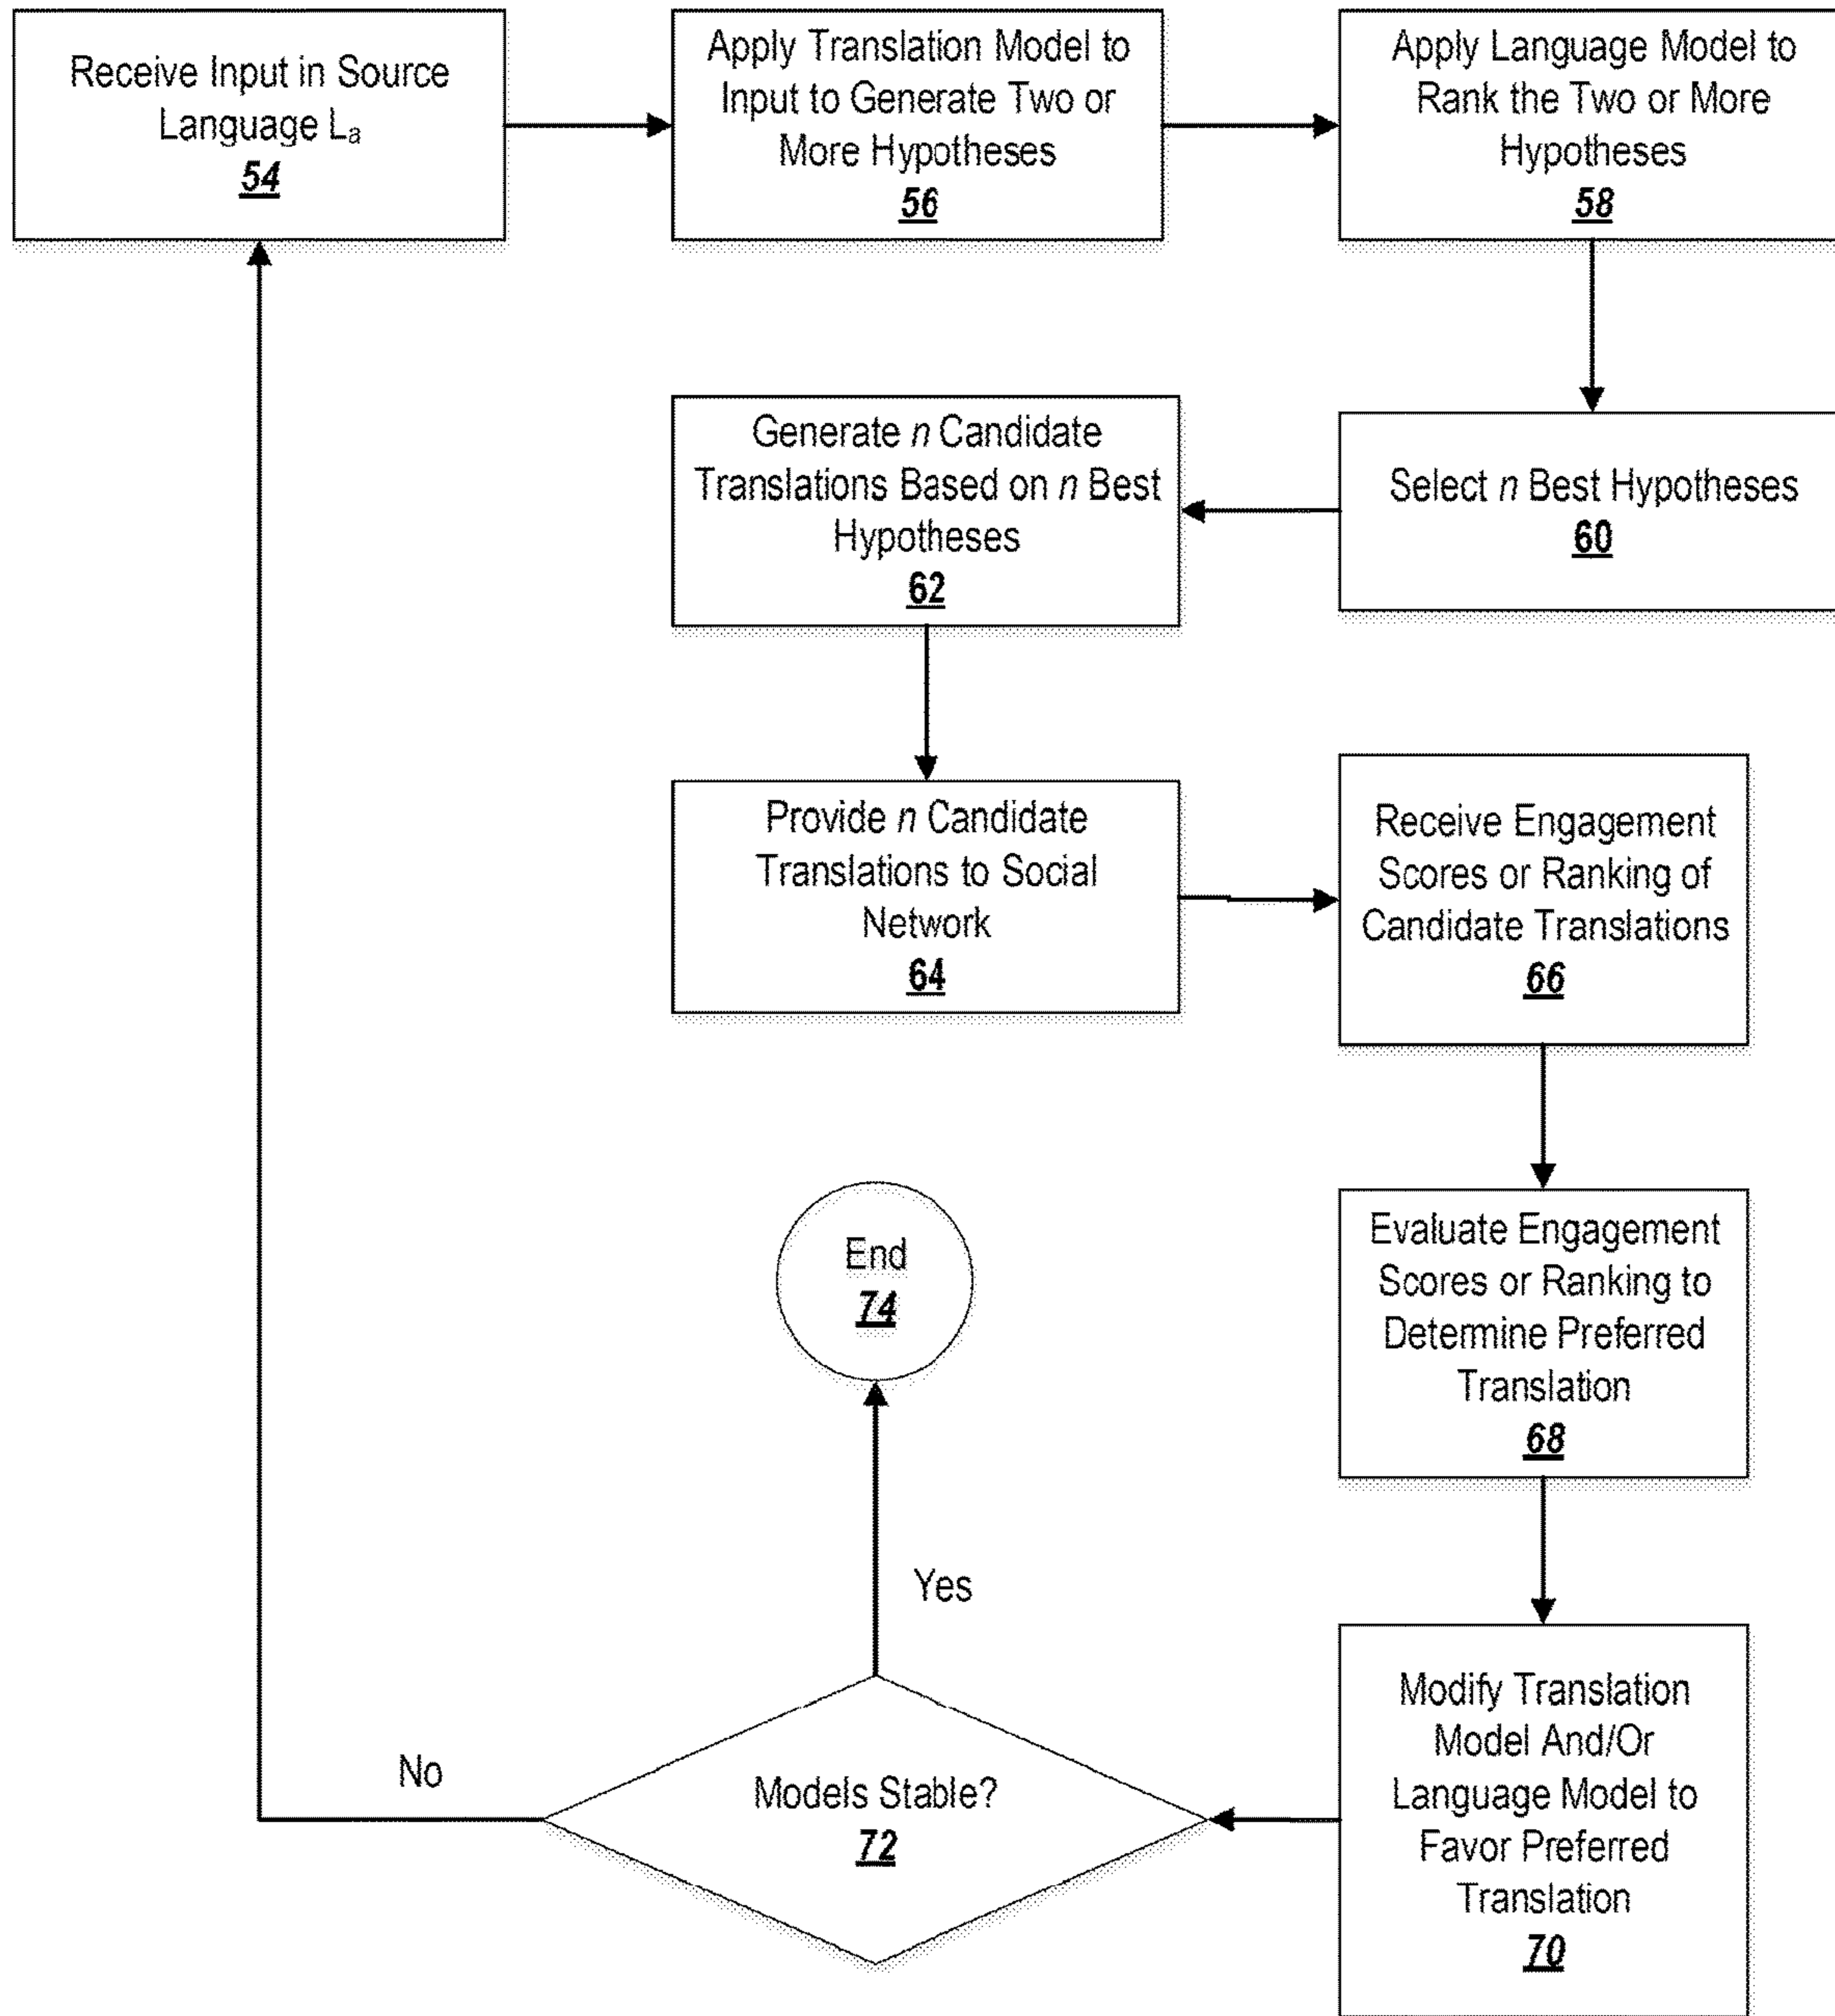 Receive Input in Source
Language La
54
Apply Translation Model to
Input to Generate Two or
More Hypotheses
56
Apply Language Model to
Rank the Two or More
Hypotheses
58
Select n Best Hypotheses
60
Generate n Candidate
Translations Based on n Best
Hypotheses
62
Provide n Candidate
Translations to Social
Network
64
Receive Engagement
Scores or Ranking of
Candidate Translations
66
Evaluate Engagement
Scores or Ranking to
Determine Preferred
Translation
68
Modify Translation
Model And/Or
Language Model to
Favor Preferred
Translation
70
Models Stable?
72
No
Yes
End
74